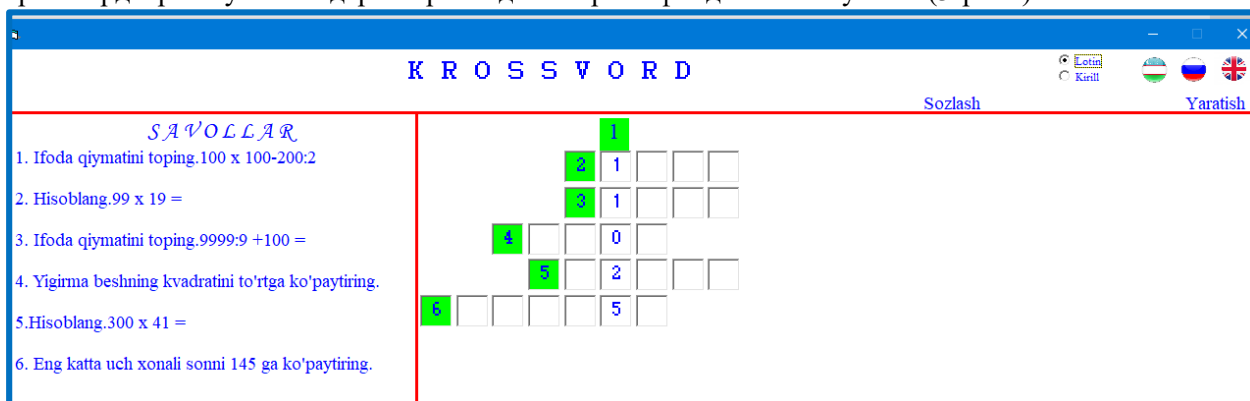 K R O S S V O R D
Lotin
Kirill
Sozlash
Yaratish
S A V O L L A R
1. Ifoda qiymatini toping.100 x 100-200:2
2. Hisoblang.99 x 19 =
3. Ifoda qiymatini toping.9999:9 +100 =
4. Yigirma beshning kvadratini to'rtga ko'paytiring.
5.Hisoblang.300 x 41 =
6. Eng katta uch xonali sonni 145 ga ko'paytiring.
1
2 1
3 1
4 0
5 2
6 5